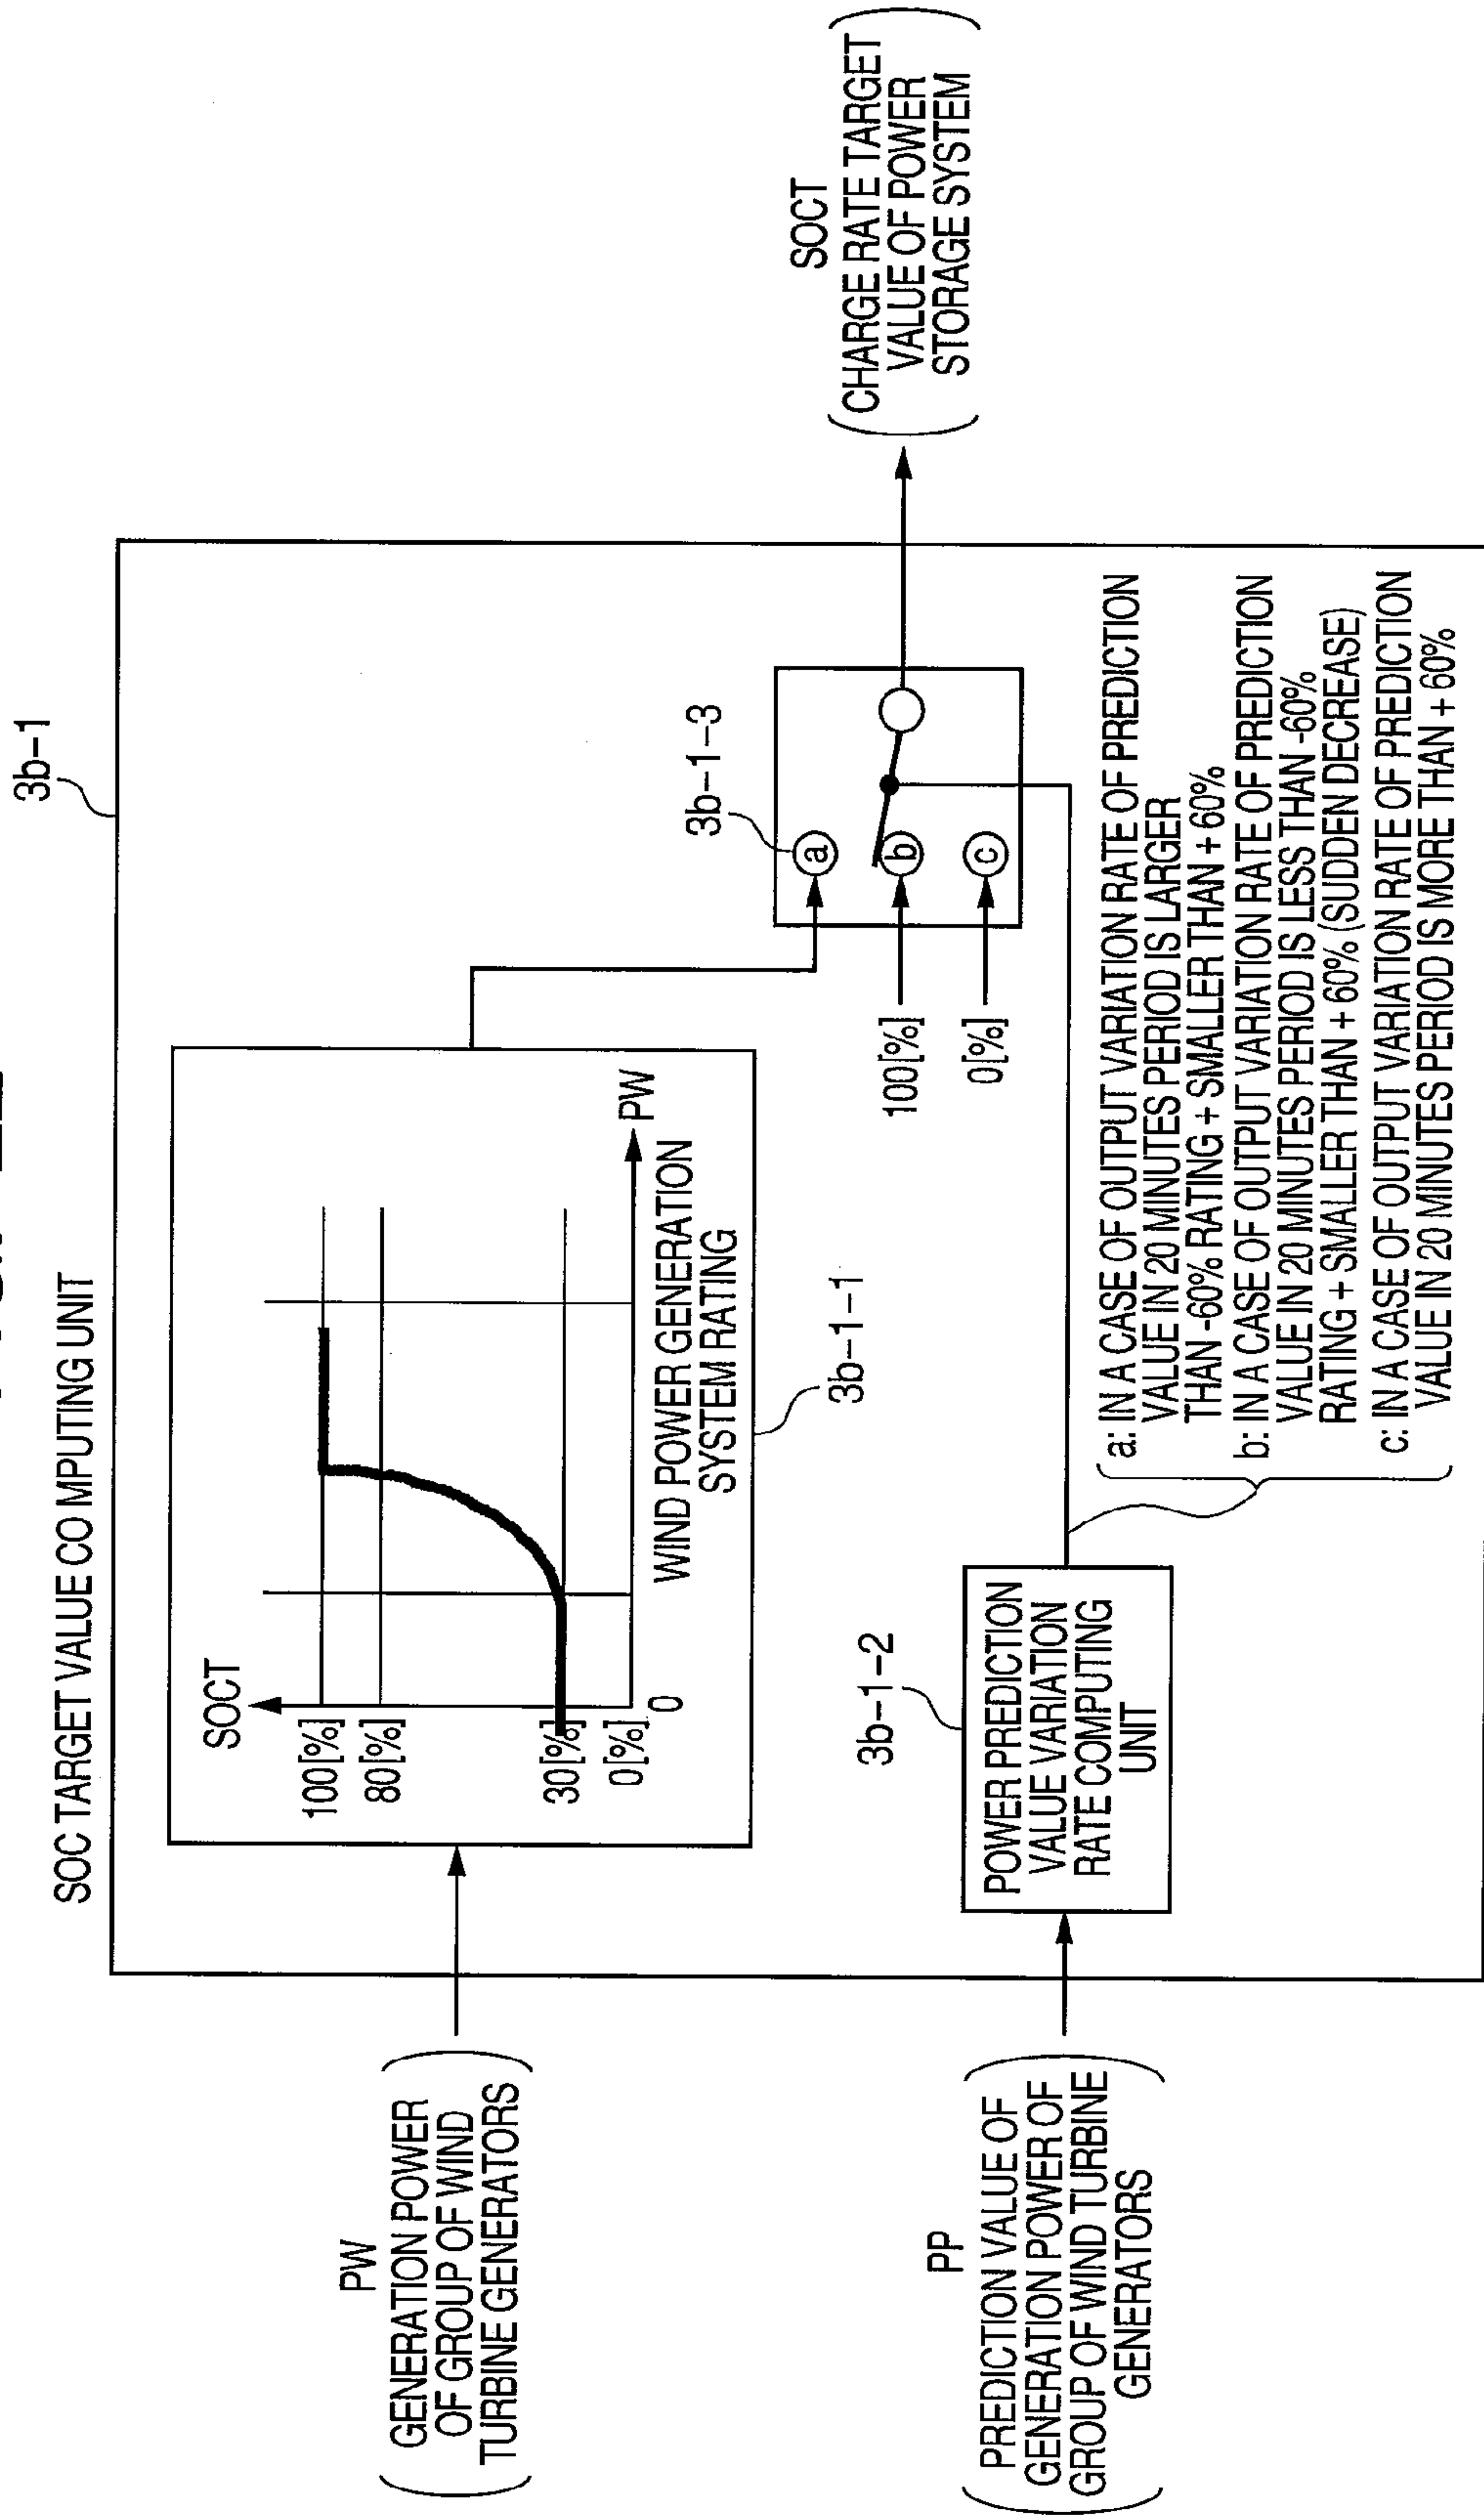 3b-1
SOC TARGET VALUE COMPUTING UNIT
PW
GENERATION POWER
OF GROUP OF WIND
TURBINE GENERATORS
SOCT
100[%]
80[%]
30[%]
0[%]
0
PW
WIND POWER GENERATION
SYSTEM RATING
3b-1-1
3b-1-3
a
b
c
100[%]
0[%]
SOCT
CHARGE RATE TARGET
VALUE OF POWER
STORAGE SYSTEM
PP
PREDICTION VALUE OF
GENERATION POWER OF
GROUP OF WIND TURBINE
GENERATORS
3b-1-2
POWER PREDICTION
VALUE VARIATION
RATE COMPUTING
UNIT
a: IN A CASE OF OUTPUT VARIATION RATE OF PREDICTION
VALUE IN 20 MINUTES PERIOD IS LARGER
THAN -60% RATING + SMALLER THAN + 60%
b: IN A CASE OF OUTPUT VARIATION RATE OF PREDICTION
VALUE IN 20 MINUTES PERIOD IS LESS THAN -60%
RATING + SMALLER THAN + 60% (SUDDEN DECREASE)
c: IN A CASE OF OUTPUT VARIATION RATE OF PREDICTION
VALUE IN 20 MINUTES PERIOD IS MORE THAN + 60%